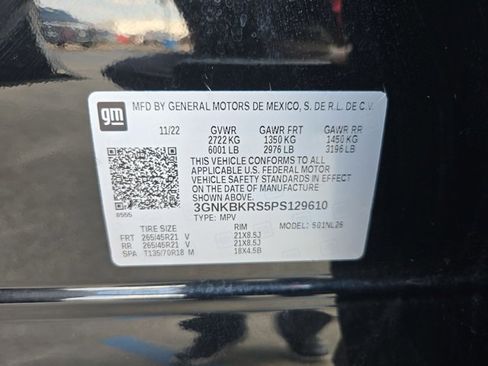 gm MFD BY GENERAL MOTORS DE MEXICO, S. DE R.L. DE C.V.
11/22 GVWR GAWR FRT GAWR RR
2722 KG 1350 KG 1450 KG
6001 LB 2976 LB 3196 LB
THIS VEHICLE CONFORMS TO ALL
APPLICABLE U.S. FEDERAL MOTOR
VEHICLE SAFETY STANDARDS IN
EFFECT ON THE DATE OF MANUFACTURE
SHOWN ABOVE.
3GNKBKRS5PS129610
TYPE: MPV MODEL: S01NL26
8555
TIRE SIZE RIM
FRT 265/45R21 V 21X8.5J
RR 265/45R21 V 21X8.5J
SPA T135/70R18 M 18X4.5B